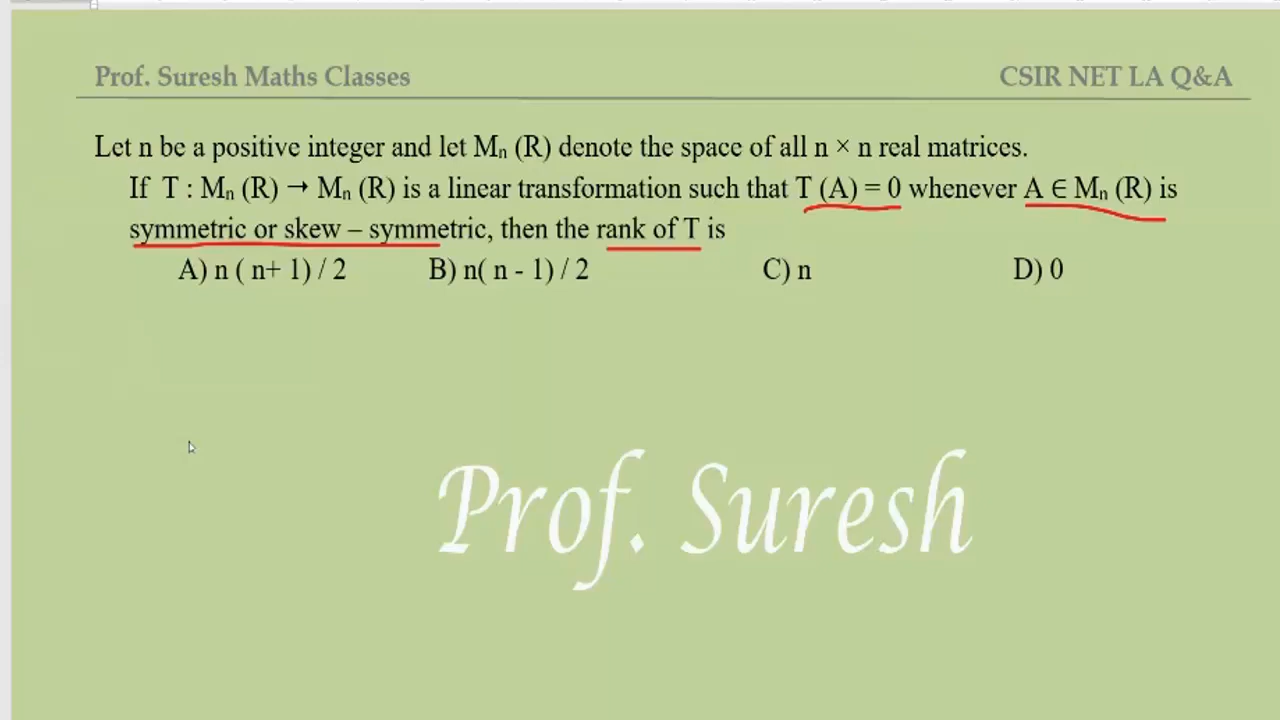 Prof. Suresh Maths Classes CSIR NET LA Q&A
Let n be a positive integer and let Mₙ (R) denote the space of all n × n real matrices.
If T : Mₙ (R) → Mₙ (R) is a linear transformation such that T (A) = 0 whenever A ∈ Mₙ (R) is
symmetric or skew – symmetric, then the rank of T is
A) n ( n+ 1) / 2 B) n( n - 1) / 2 C) n D) 0
Prof. Suresh